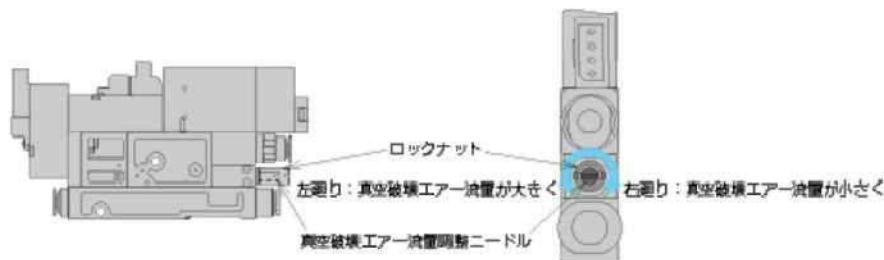 ロックナット
左廻り：真空破壊エアー流量が大きく
右廻り：真空破壊エアー流量が小さく
真空破壊エアー流量調整ニードル